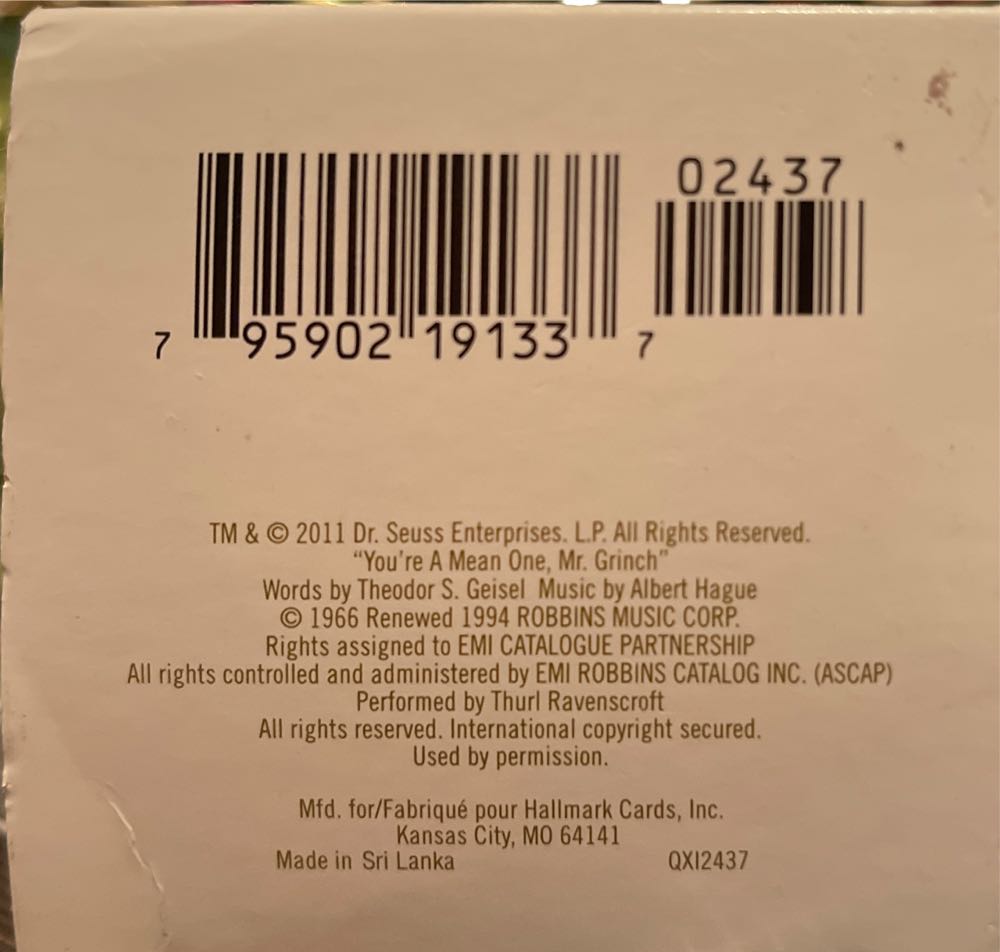 02437
7 95902 19133 7
TM & © 2011 Dr. Seuss Enterprises. L.P. All Rights Reserved.
“You're A Mean One, Mr. Grinch”
Words by Theodor S. Geisel Music by Albert Hague
© 1966 Renewed 1994 ROBBINS MUSIC CORP.
Rights assigned to EMI CATALOGUE PARTNERSHIP
All rights controlled and administered by EMI ROBBINS CATALOG INC. (ASCAP)
Performed by Thurl Ravenscroft
All rights reserved. International copyright secured.
Used by permission.
Mfd. for/Fabriqué pour Hallmark Cards, Inc.
Kansas City, MO 64141
Made in Sri Lanka QXI2437